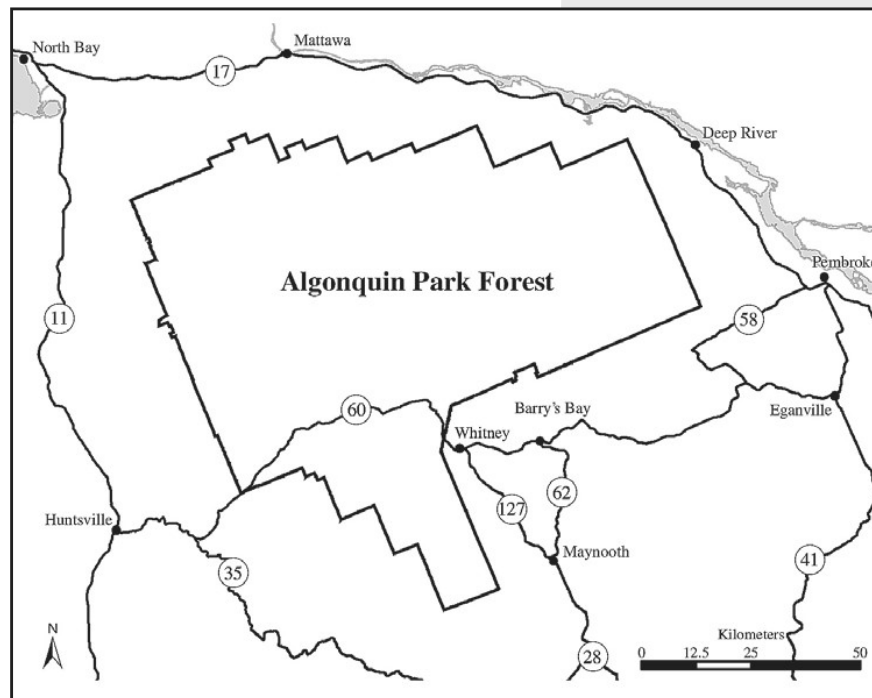 North Bay
Mattawa
17
Deep River
Algonquin Park Forest
Pembroke
11
58
60
Barry's Bay
Eganville
Whitney
62
127
Huntsville
Maynooth
41
35
N
Kilometers
28
0 12.5 25 50